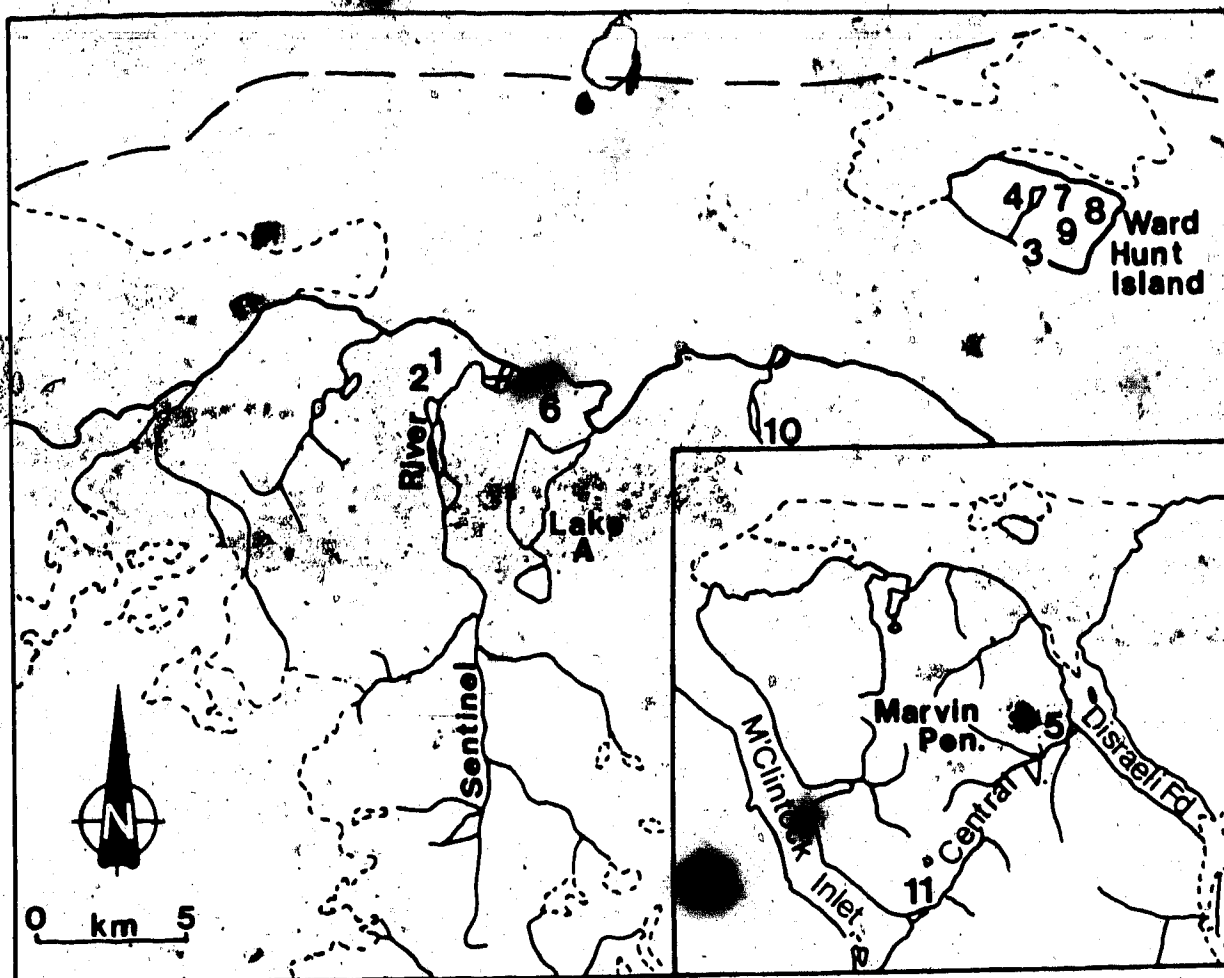 4 7 8
9
3
Ward
Hunt
Island
1
2
6
10
River
Lake
A
Sentinel
N
0 km 5
Marvin
Pen.
5
M'Clintock
Inlet
Disraeli Fd
Central V.
11